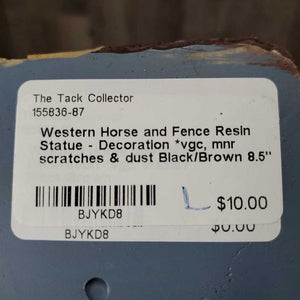 The Tack Collector
155836-87
Western Horse and Fence Resin
Statue - Decoration *vgc, mnr
scratches & dust Black/Brown 8.5"
L $10.00
BJYKD8
BJYKD8